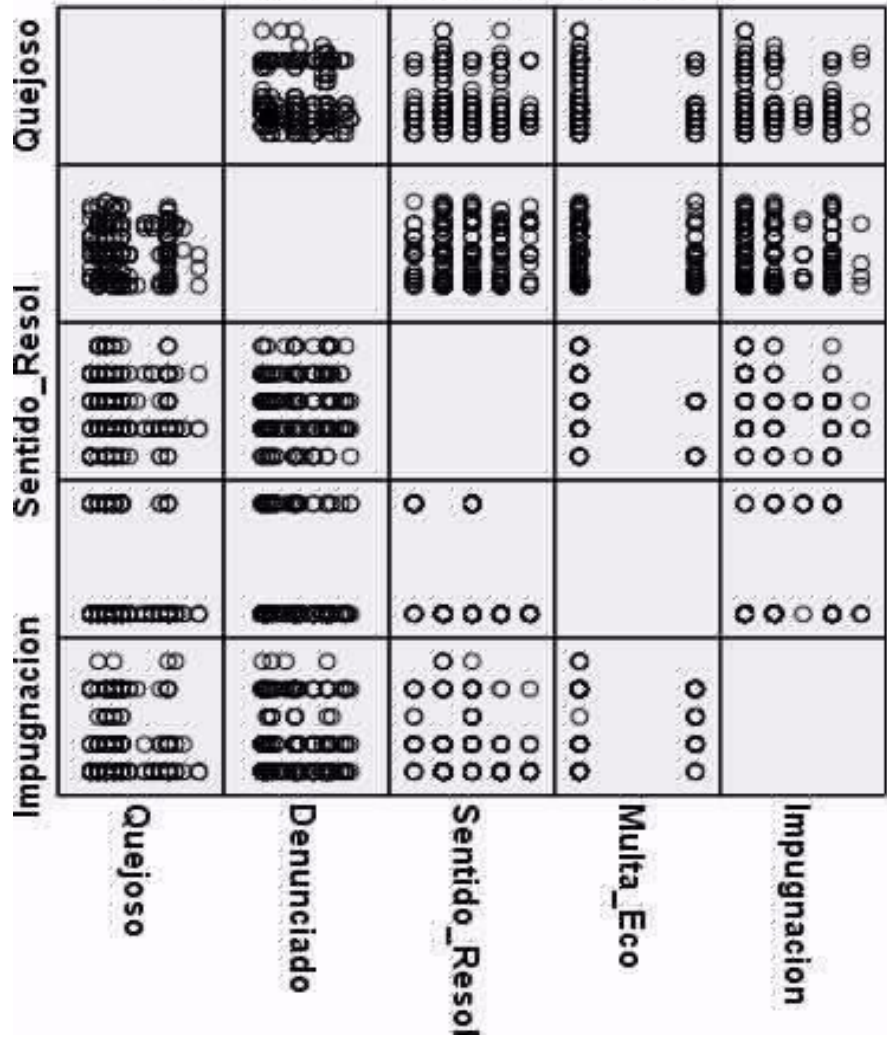 Quejoso
Sentido_Resol
Impugnacion
Quejoso
Denunciado
Sentido_Resol
Multa_Eco
Impugnacion